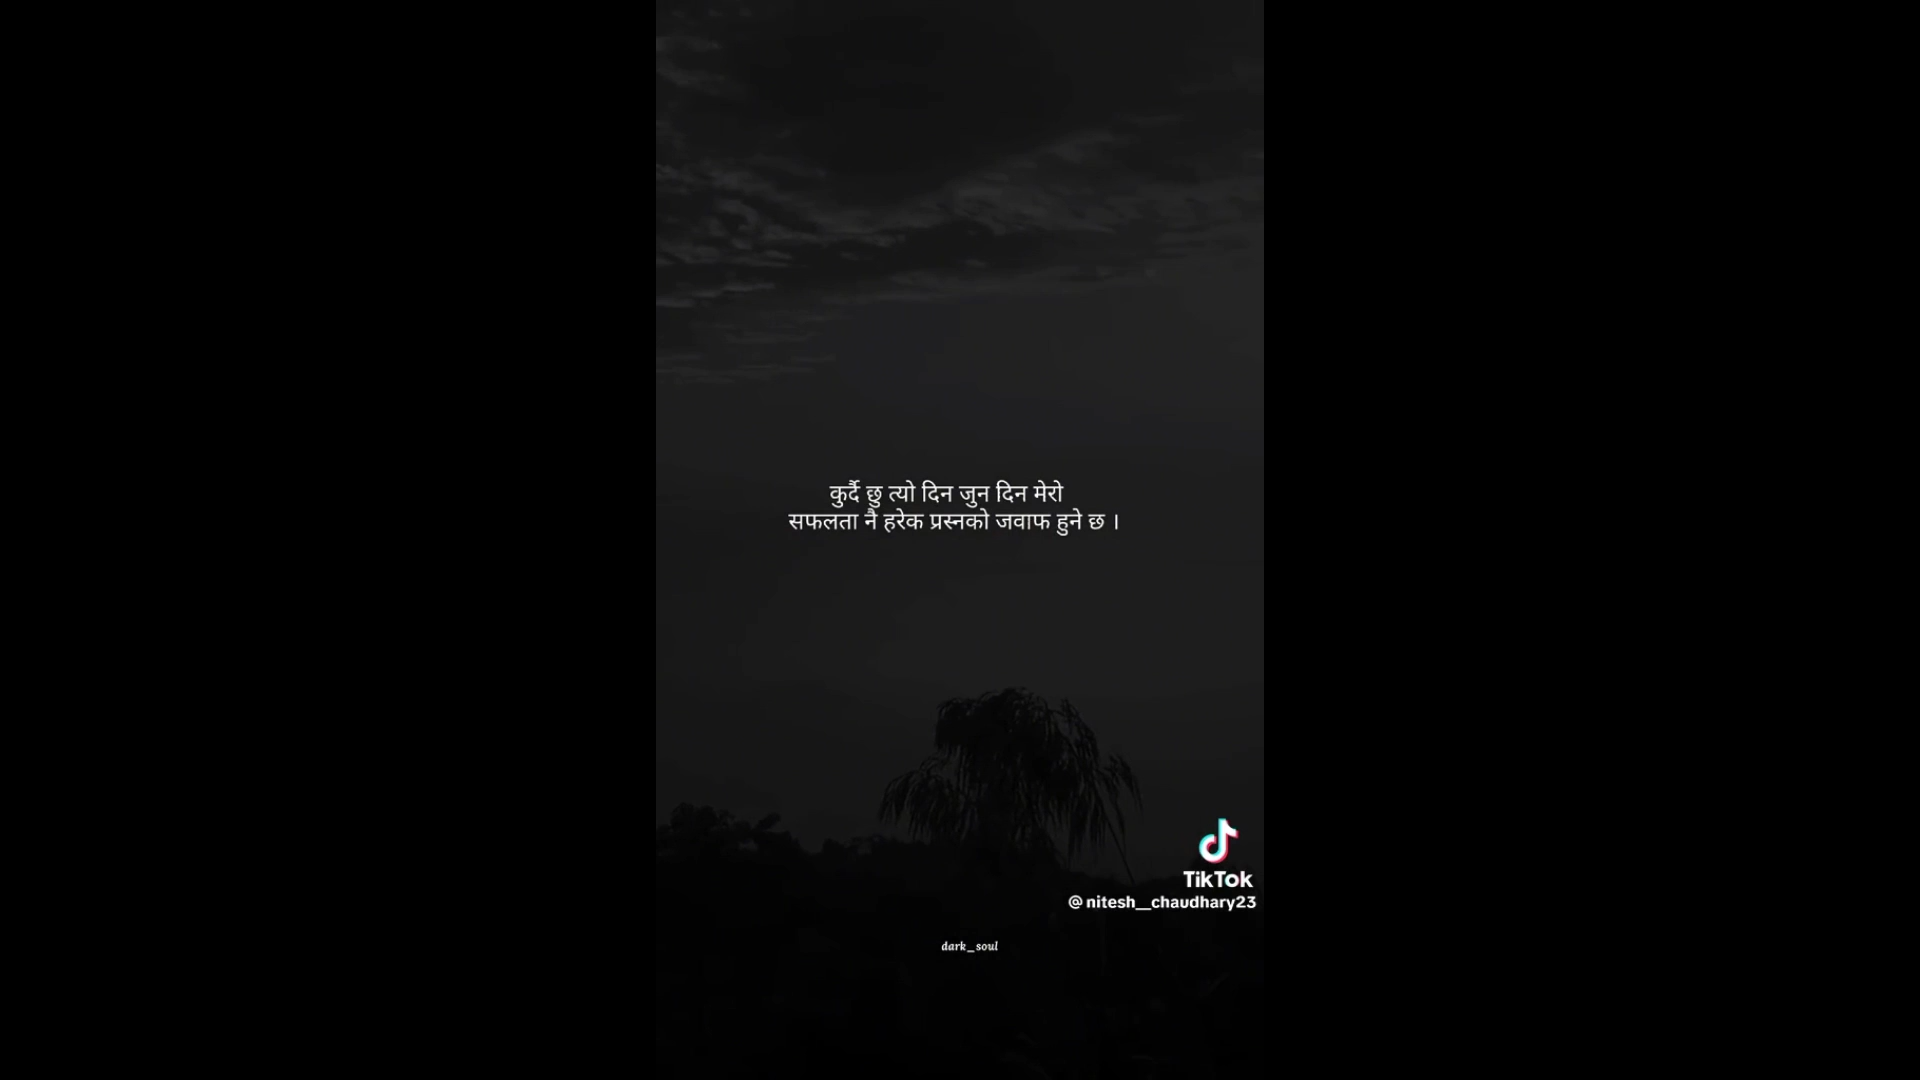 कुर्दै छु त्यो दिन जुन दिन मेरो
सफलता नै हरेक प्रस्नको जवाफ हुने छ ।
TikTok
@nitesh__chaudhary23
dark_soul